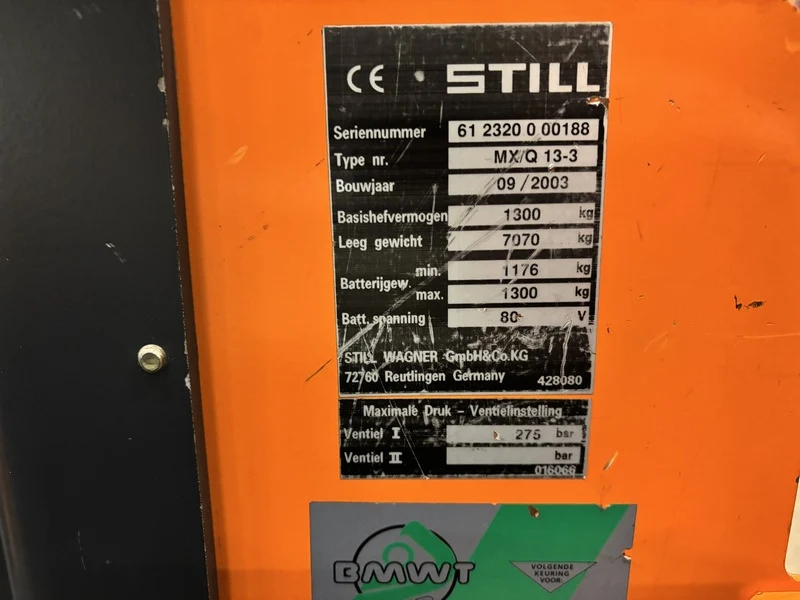 CE STILL
Seriennummer 61 2320 0 00188
Type nr. MX/Q 13-3
Bouwjaar 09/2003
Basishefvermogen 1300 kg
Leeg gewicht 7070 kg
Batterijgew. min. 1176 kg
max. 1300 kg
Batt. spanning 80 V
STILL WAGNER GmbH&Co.KG
72760 Reutlingen Germany 428080
Maximale Druk - Ventielinstelling
Ventiel I 275 bar
Ventiel II bar
016066
BMWT
VOLGENDE
KEURING
VOOR: